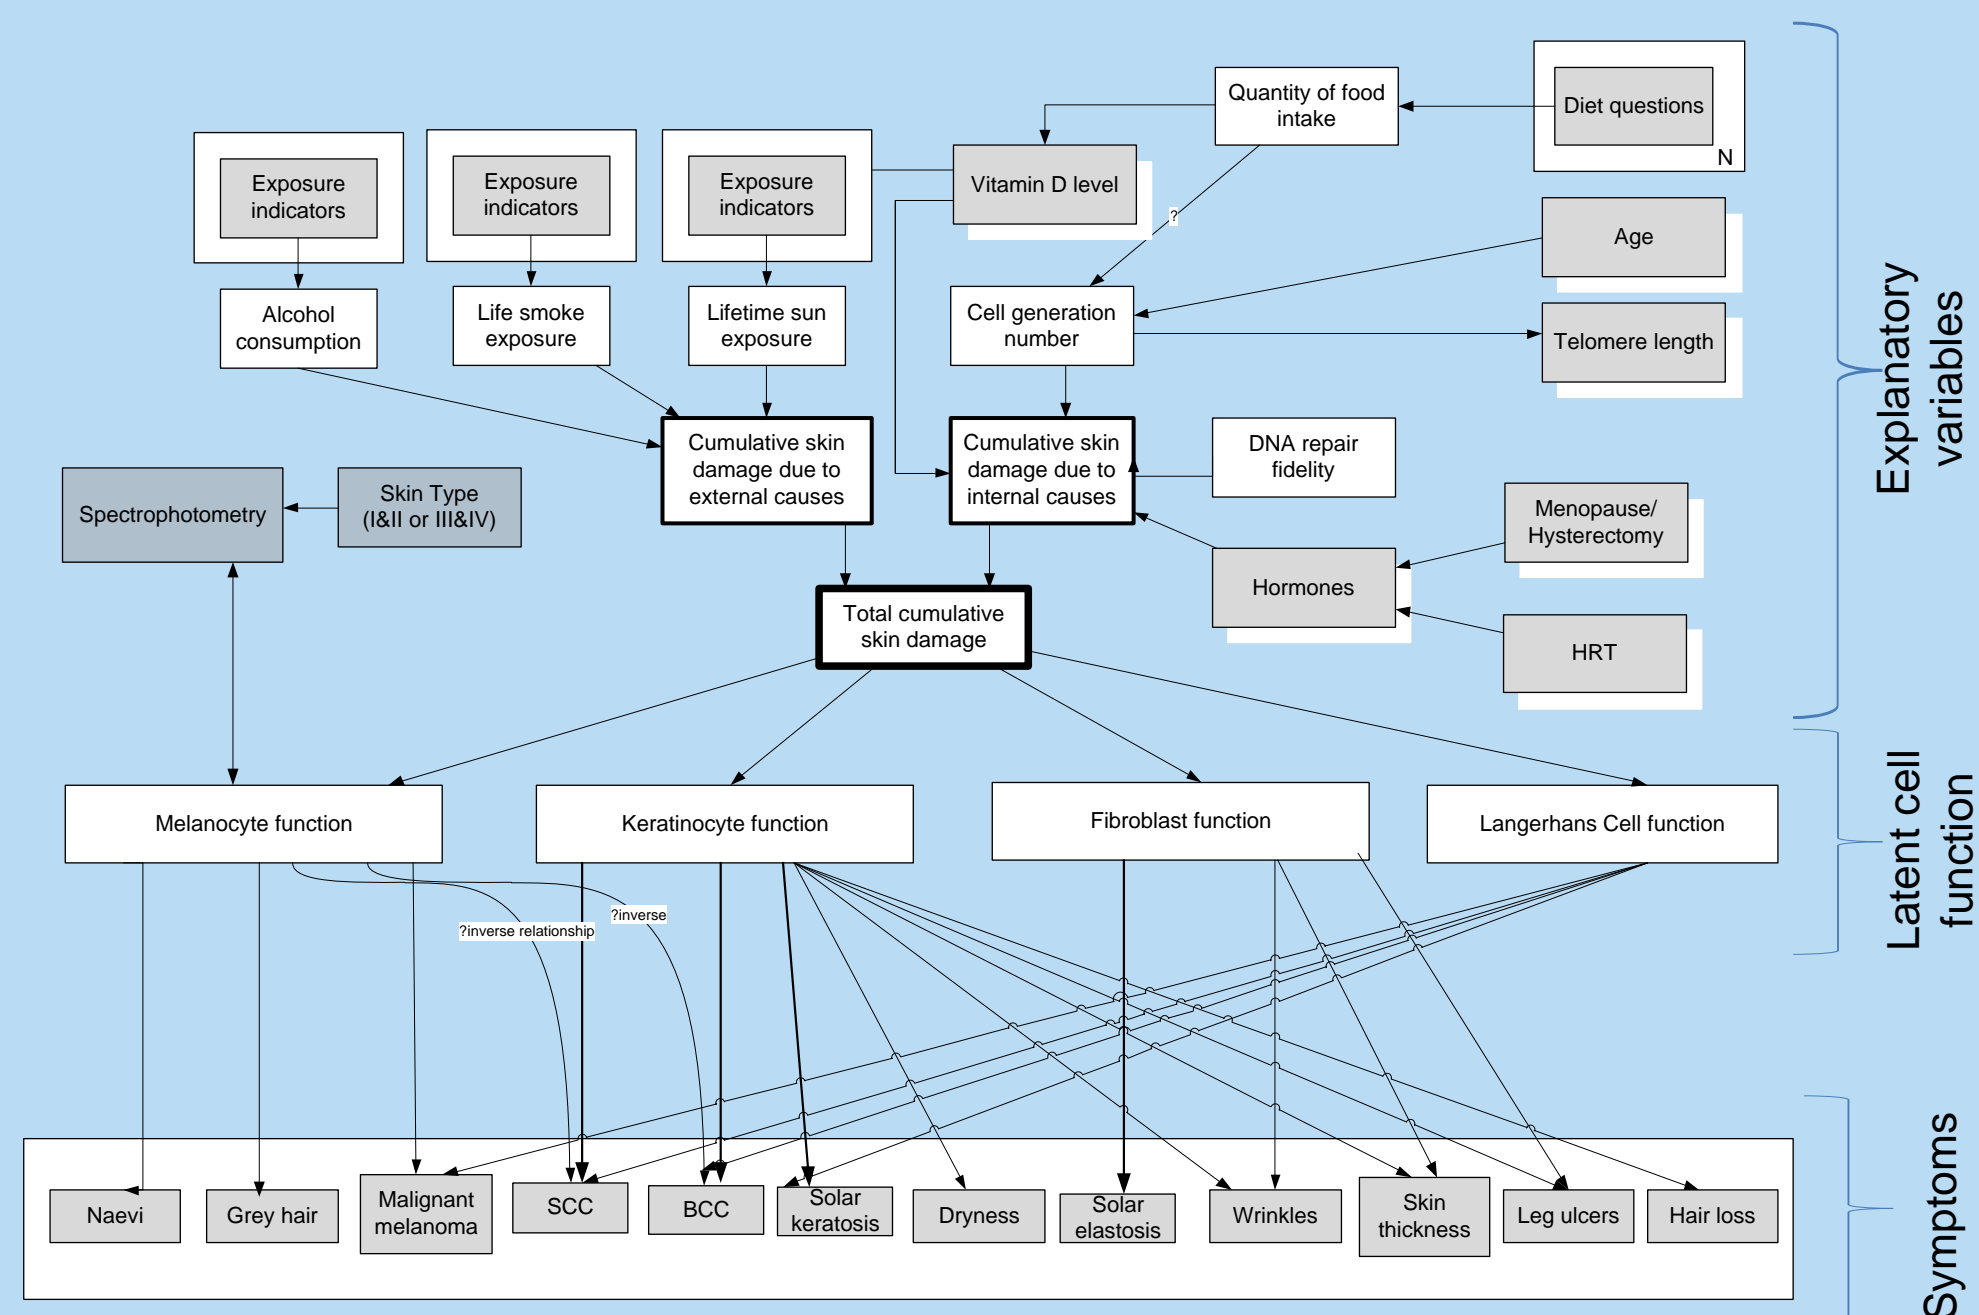 Quantity of food
intake
Diet questions
N
Exposure
indicators
Exposure
indicators
Exposure
indicators
Vitamin D level
?
Age
Alcohol
consumption
Life smoke
exposure
Lifetime sun
exposure
Cell generation
number
Telomere length
Explanatory
variables
Cumulative skin
damage due to
external causes
Cumulative skin
damage due to
internal causes
DNA repair
fidelity
Spectrophotometry
Skin Type
(I&II or III&IV)
Menopause/
Hysterectomy
Hormones
Total cumulative
skin damage
HRT
Melanocyte function
Keratinocyte function
Fibroblast function
Langerhans Cell function
Latent cell
function
?inverse relationship
?inverse
Naevi
Grey hair
Malignant
melanoma
SCC
BCC
Solar
keratosis
Dryness
Solar
elastosis
Wrinkles
Skin
thickness
Leg ulcers
Hair loss
Symptoms